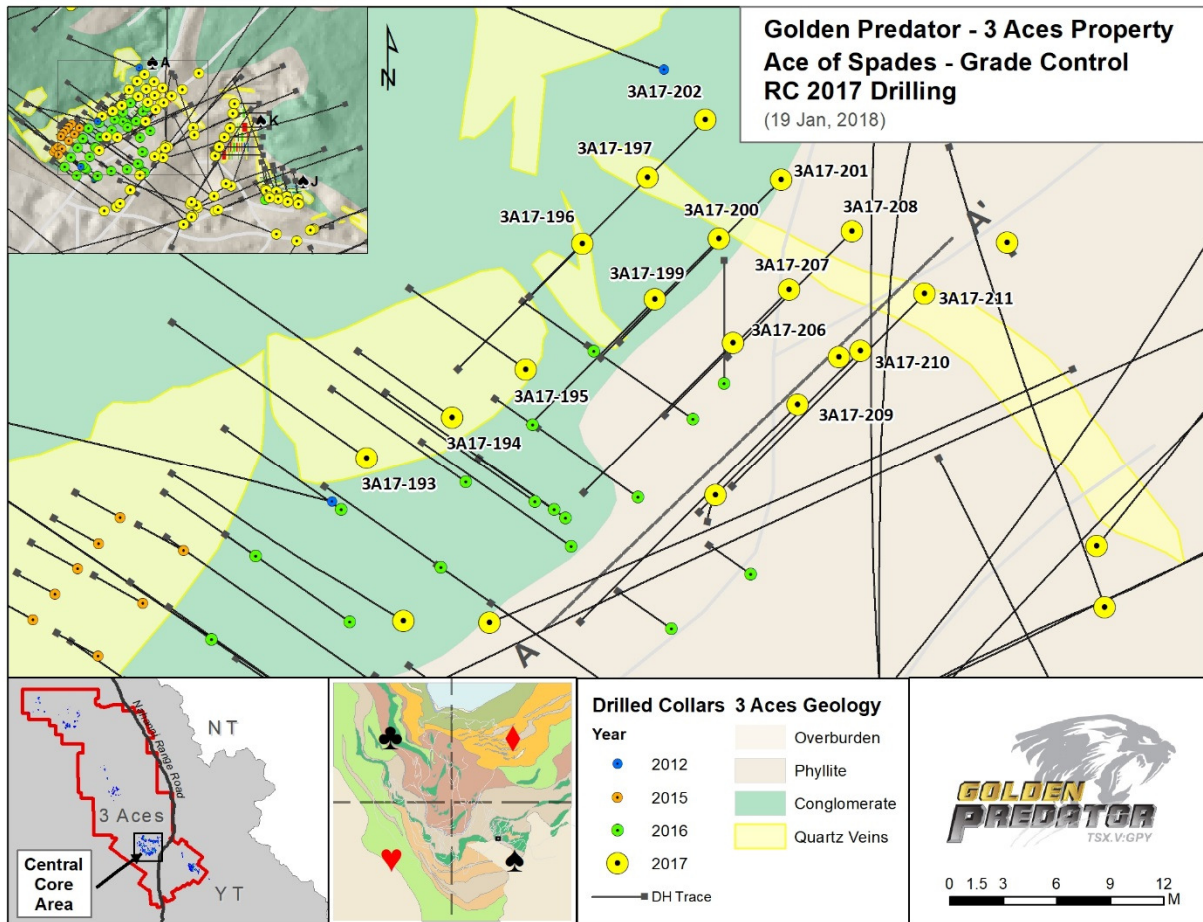 Golden Predator - 3 Aces Property
Ace of Spades - Grade Control
RC 2017 Drilling
(19 Jan, 2018)
A
K
J
N
3A17-202
3A17-197
3A17-201
3A17-200
3A17-208
3A17-196
A'
3A17-207
3A17-199
3A17-211
3A17-206
3A17-210
3A17-195
3A17-209
3A17-194
3A17-193
A
Nahanni Range Road
NT
3 Aces
Central
Core
Area
YT
Drilled Collars
Year
2012
2015
2016
2017
DH Trace
3 Aces Geology
Overburden
Phyllite
Conglomerate
Quartz Veins
GOLDEN
PREDATOR
TSX.V:GPY
0 1.5 3 6 9 12
M